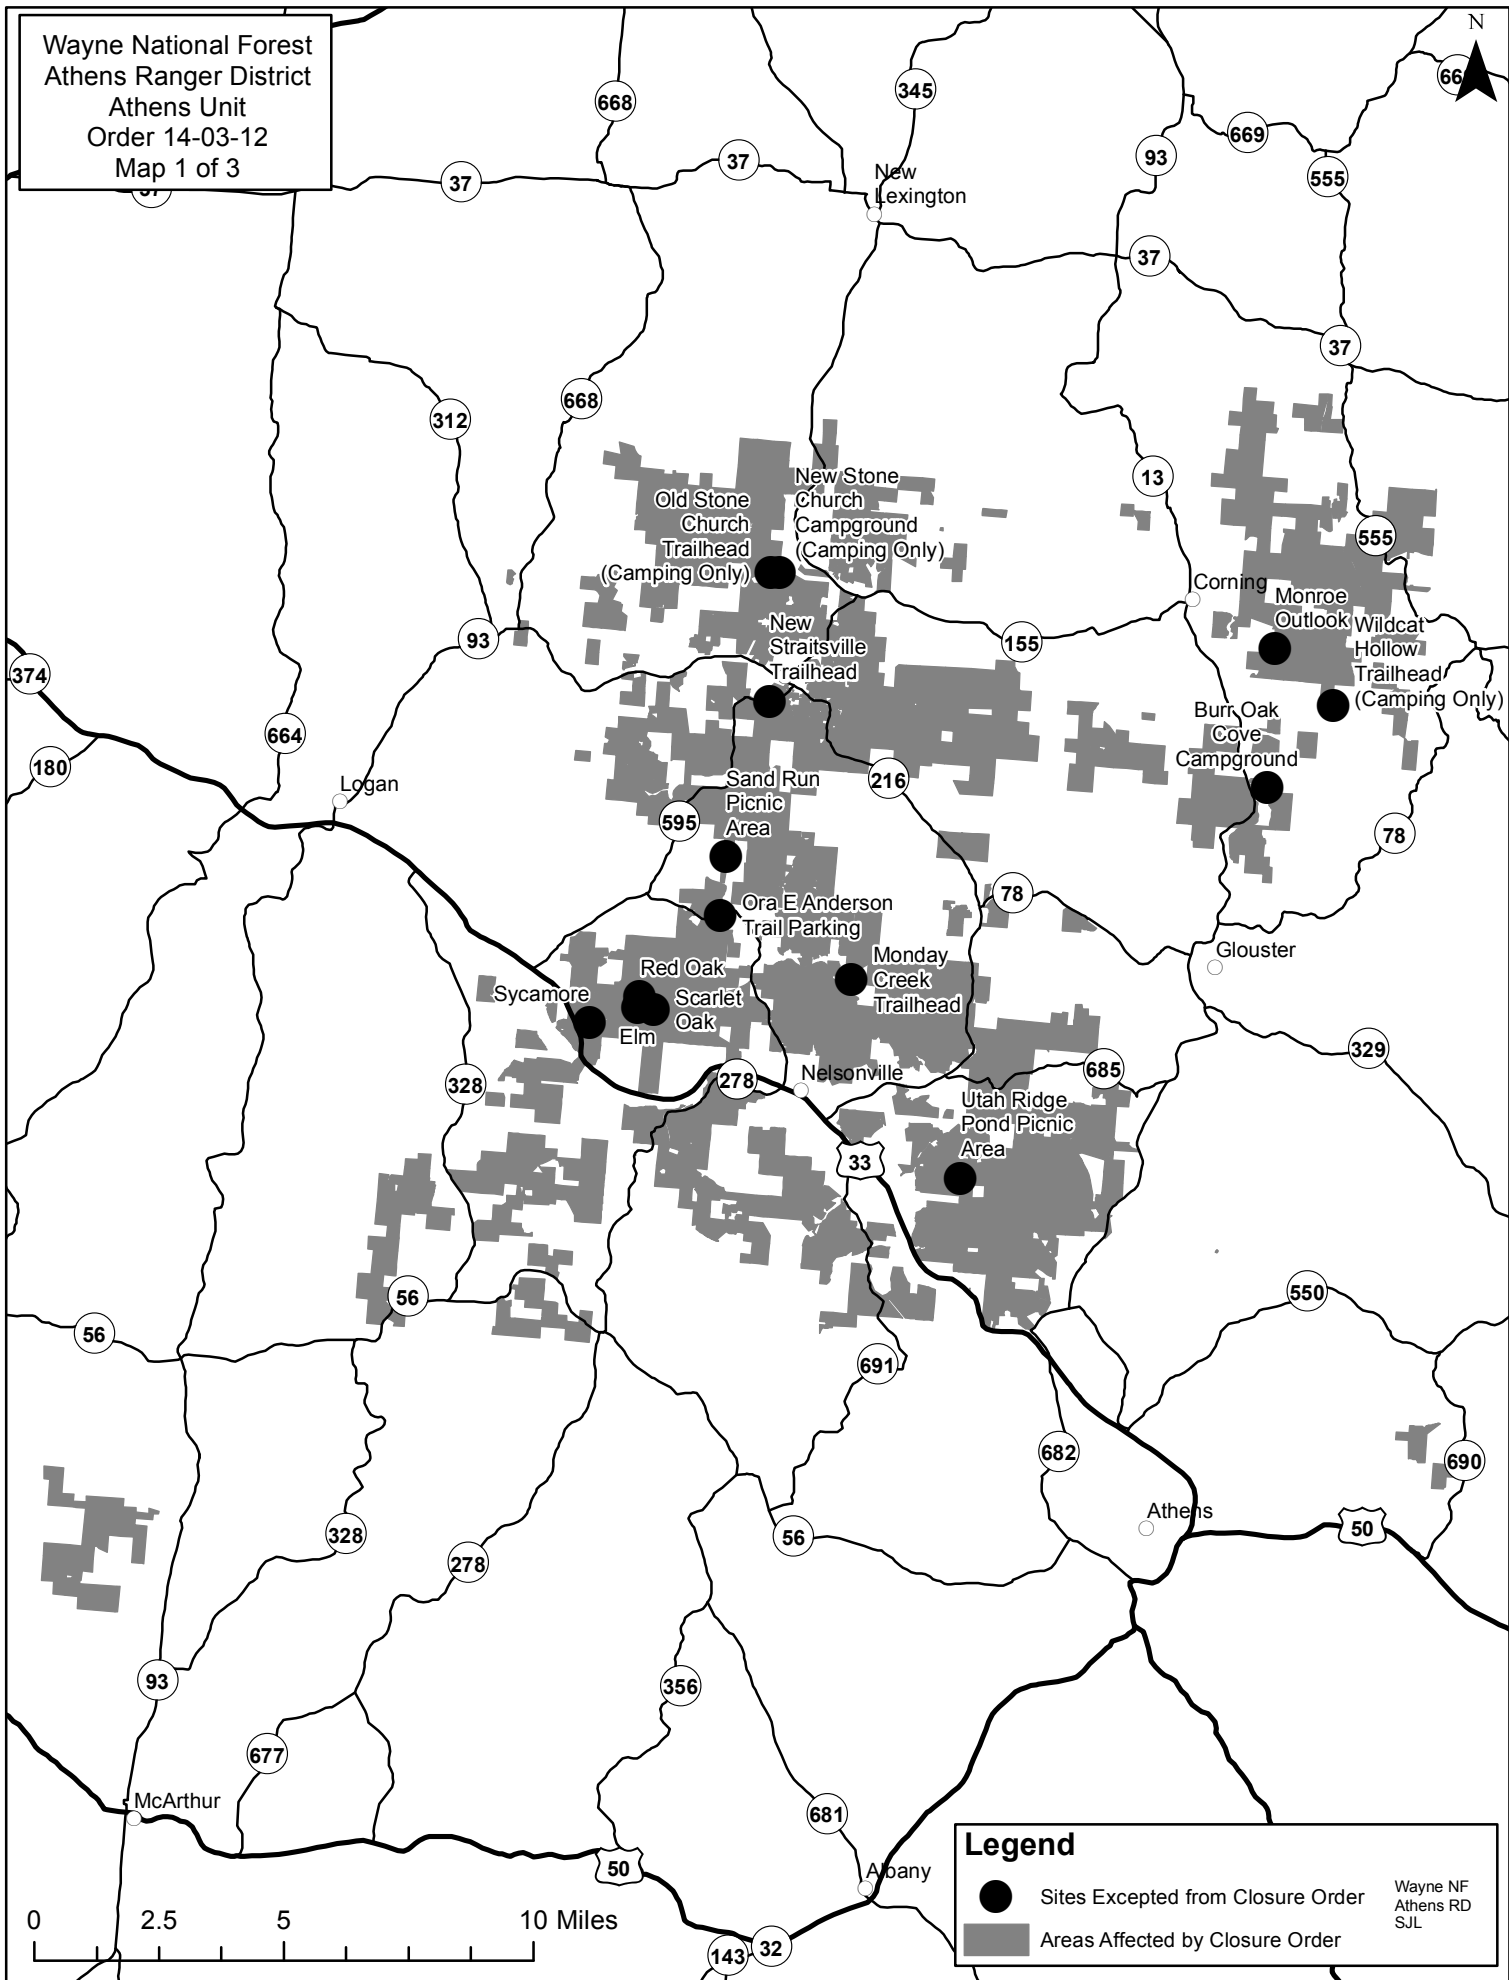 Wayne National Forest
Athens Ranger District
Athens Unit
Order 14-03-12
Map 1 of 3
N
668
345
669
93
37
37
37
555
New
Lexington
37
37
312
668
13
555
New Stone
Church
Campground
(Camping Only)
Old Stone
Church
Trailhead
(Camping Only)
Corning
Monroe
Outlook
Wildcat
Hollow
Trailhead
(Camping Only)
New
Straitsville
Trailhead
93
155
374
664
180
Logan
Burr Oak
Cove
Campground
216
Sand Run
Picnic
Area
595
78
78
Ora E Anderson
Trail Parking
Glouster
Monday
Creek
Trailhead
Red Oak
Sycamore
Scarlet
Oak
Elm
329
328
278
Nelsonville
685
Utah Ridge
Pond Picnic
Area
33
56
56
550
691
682
690
Athens
50
328
278
56
93
356
677
McArthur
681
50
Albany
143
32
0
2.5
5
10 Miles
Legend
Sites Excepted from Closure Order
Areas Affected by Closure Order
Wayne NF
Athens RD
SJL